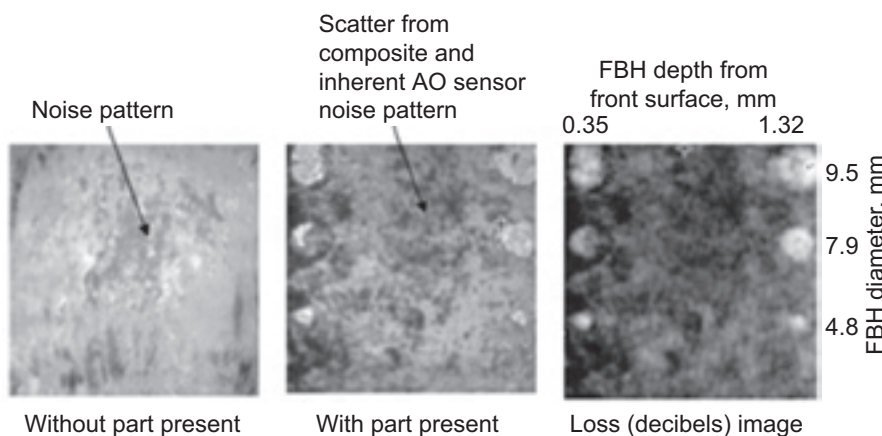 Noise pattern
Scatter from
composite and
inherent AO sensor
noise pattern
FBH depth from
front surface, mm
0.35 1.32
9.5
7.9
4.8
FBH diameter, mm
Without part present
With part present
Loss (decibels) image